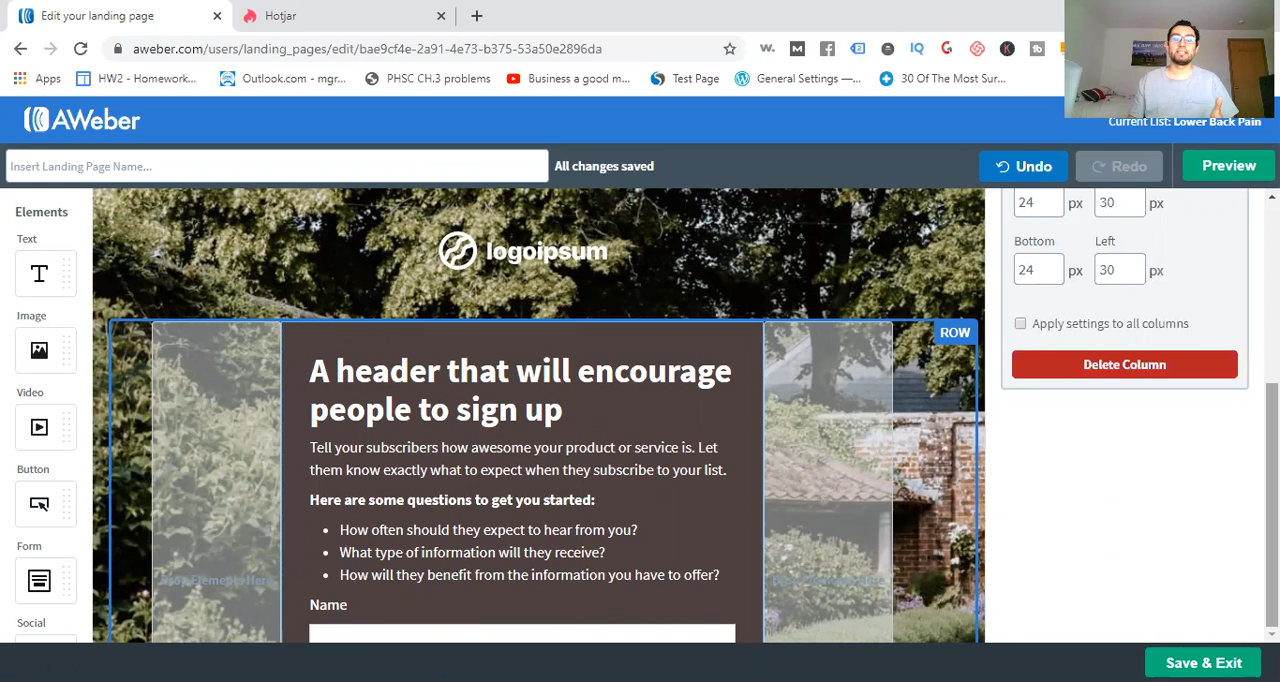 Edit your landing page
Hotjar
aweber.com/users/landing_pages/edit/bae9cf4e-2a91-4e73-b375-53a50e2896da
Apps
HW2 - Homework...
Outlook.com - mgr...
PHSC CH.3 problems
Business a good m...
Test Page
General Settings —...
30 Of The Most Sur...
AWeber
Current List: Lower Back Pain
Insert Landing Page Name...
All changes saved
Undo
Redo
Preview
Elements
Text
Image
Video
Button
Form
Social
logoipsum
ROW
A header that will encourage
people to sign up
Tell your subscribers how awesome your product or service is. Let
them know exactly what to expect when they subscribe to your list.
Here are some questions to get you started:
• How often should they expect to hear from you?
• What type of information will they receive?
• How will they benefit from the information you have to offer?
Drop Elements Here
Name
24 px 30 px
Bottom Left
24 px 30 px
Apply settings to all columns
Delete Column
Save & Exit